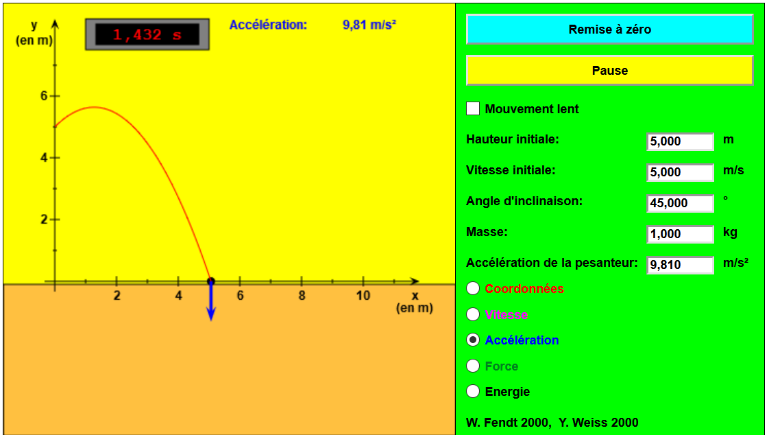 y
(en m)
1,432 s
Accélération: 9,81 m/s²
6
4
2
2 4 6 8 10 x
(en m)
Remise à zéro
Pause
Mouvement lent
Hauteur initiale: 5,000 m
Vitesse initiale: 5,000 m/s
Angle d'inclinaison: 45,000 °
Masse: 1,000 kg
Accélération de la pesanteur: 9,810 m/s²
Coordonnées
Vitesse
Accélération
Force
Energie
W. Fendt 2000, Y. Weiss 2000